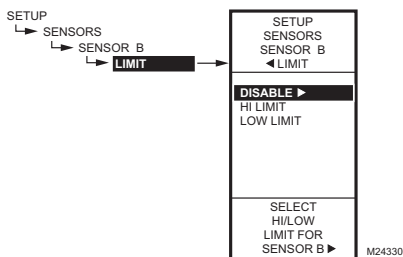 SETUP
SENSORS
SENSOR B
LIMIT
SETUP
SENSORS
SENSOR B
◄LIMIT
DISABLE ►
HI LIMIT
LOW LIMIT
SELECT
HI/LOW
LIMIT FOR
SENSOR B►
M24330